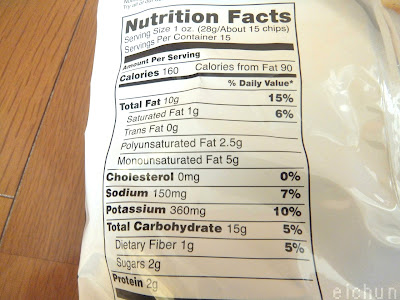 Nutrition Facts
Serving Size 1 oz. (28g/About 15 chips)
Servings Per Container 15
Amount Per Serving
Calories 160 Calories from Fat 90
% Daily Value*
Total Fat 10g 15%
Saturated Fat 1g 6%
Trans Fat 0g
Polyunsaturated Fat 2.5g
Monounsaturated Fat 5g
Cholesterol 0mg 0%
Sodium 150mg 7%
Potassium 360mg 10%
Total Carbohydrate 15g 5%
Dietary Fiber 1g 5%
Sugars 2g
Protein 2g
elchun